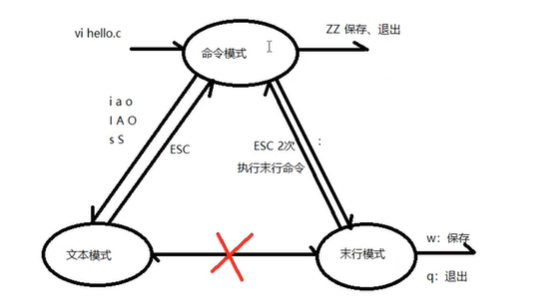 vi hello.c
ZZ 保存、退出
命令模式
i a o
I A O
s S
ESC
ESC 2次
:
执行末行命令
文本模式
末行模式
w: 保存
q: 退出